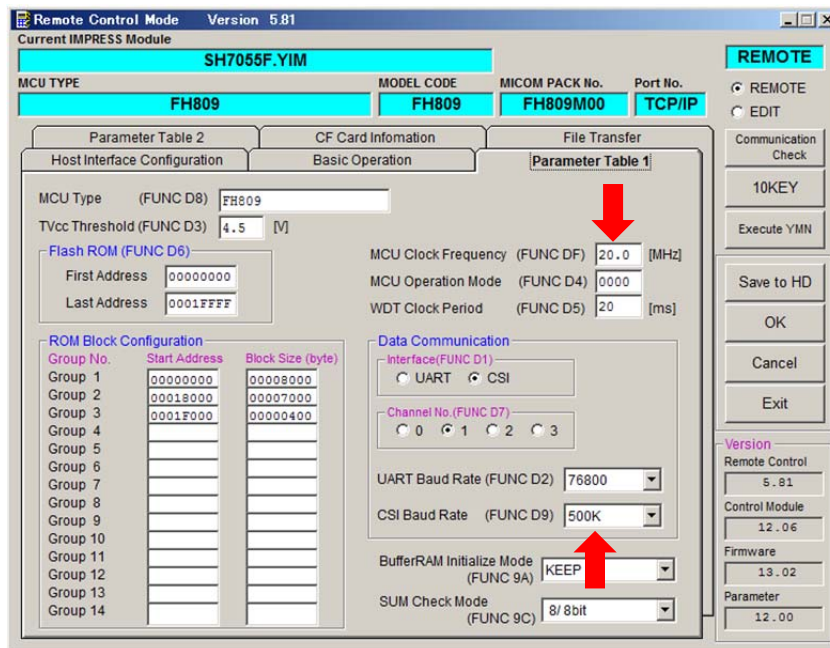 Remote Control Mode Version 5.81
Current IMPRESS Module
SH7055F.YIM
REMOTE
MCU TYPE MODEL CODE MICOM PACK No. Port No.
FH809 FH809 FH809M00 TCP/IP
REMOTE
EDIT
Parameter Table 2 CF Card Infomation File Transfer
Host Interface Configuration Basic Operation Parameter Table 1
Communication
Check
10KEY
Execute YMN
Save to HD
OK
Cancel
Exit
MCU Type (FUNC D8) FH809
TVcc Threshold (FUNC D3) 4.5 [V]
Flash ROM (FUNC D6)
First Address 00000000
Last Address 0001FFFF
MCU Clock Frequency (FUNC DF) 20.0 [MHz]
MCU Operation Mode (FUNC D4) 0000
WDT Clock Period (FUNC D5) 20 [ms]
ROM Block Configuration
Group No. Start Address Block Size (byte)
Group 1 00000000 00008000
Group 2 00018000 00007000
Group 3 0001F000 00000400
Group 4
Group 5
Group 6
Group 7
Group 8
Group 9
Group 10
Group 11
Group 12
Group 13
Group 14
Data Communication
Interface(FUNC D1)
UART CSI
Channel No.(FUNC D7)
0 1 2 3
UART Baud Rate (FUNC D2) 76800
CSI Baud Rate (FUNC D9) 500K
BufferRAM Initialize Mode
(FUNC 9A) KEEP
SUM Check Mode
(FUNC 9C) 8/ 8bit
Version
Remote Control
5.81
Control Module
12.06
Firmware
13.02
Parameter
12.00